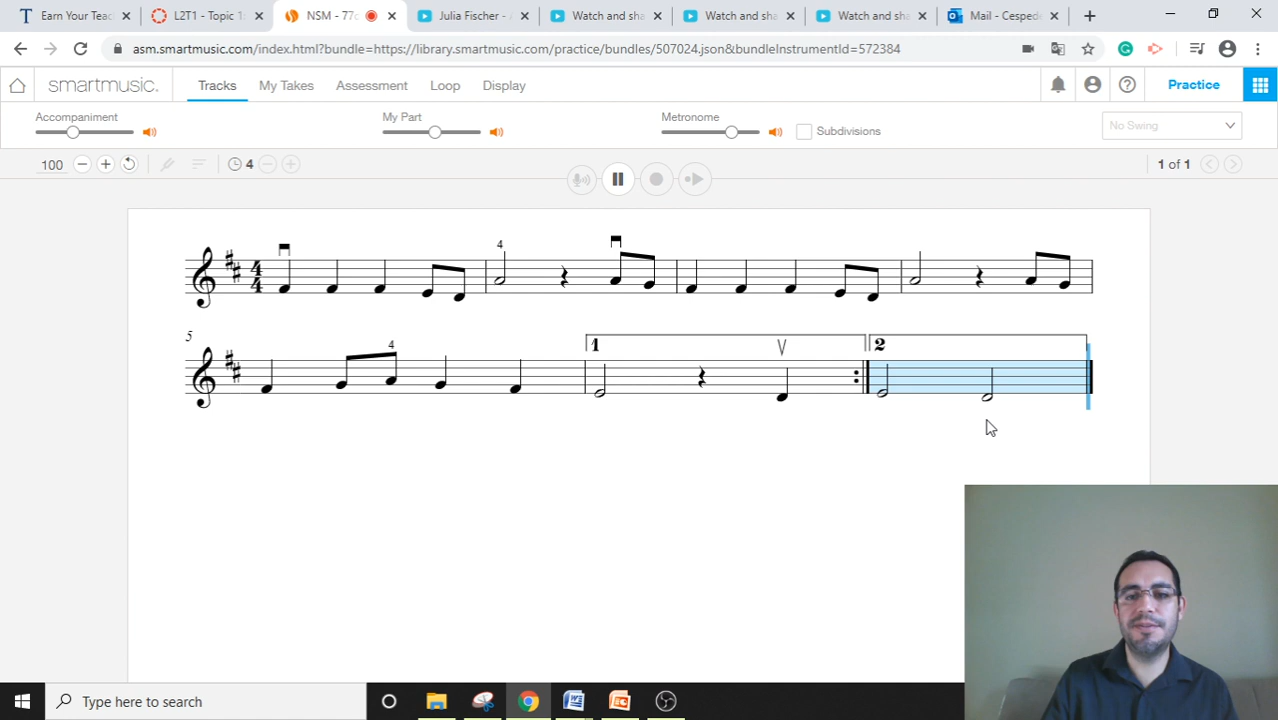 Earn Your Teac
L2T1 - Topic 1:
NSM - 77c
Julia Fischer - A
Watch and sha
Watch and sha
Watch and sha
Mail - Cespede
asm.smartmusic.com/index.html?bundle=https://library.smartmusic.com/practice/bundles/507024.json&bundleInstrumentId=572384
smartmusic.
Tracks
My Takes
Assessment
Loop
Display
Practice
Accompaniment
My Part
Metronome
Subdivisions
No Swing
100
4
1 of 1
4
4
4
5
4
1
2
Type here to search